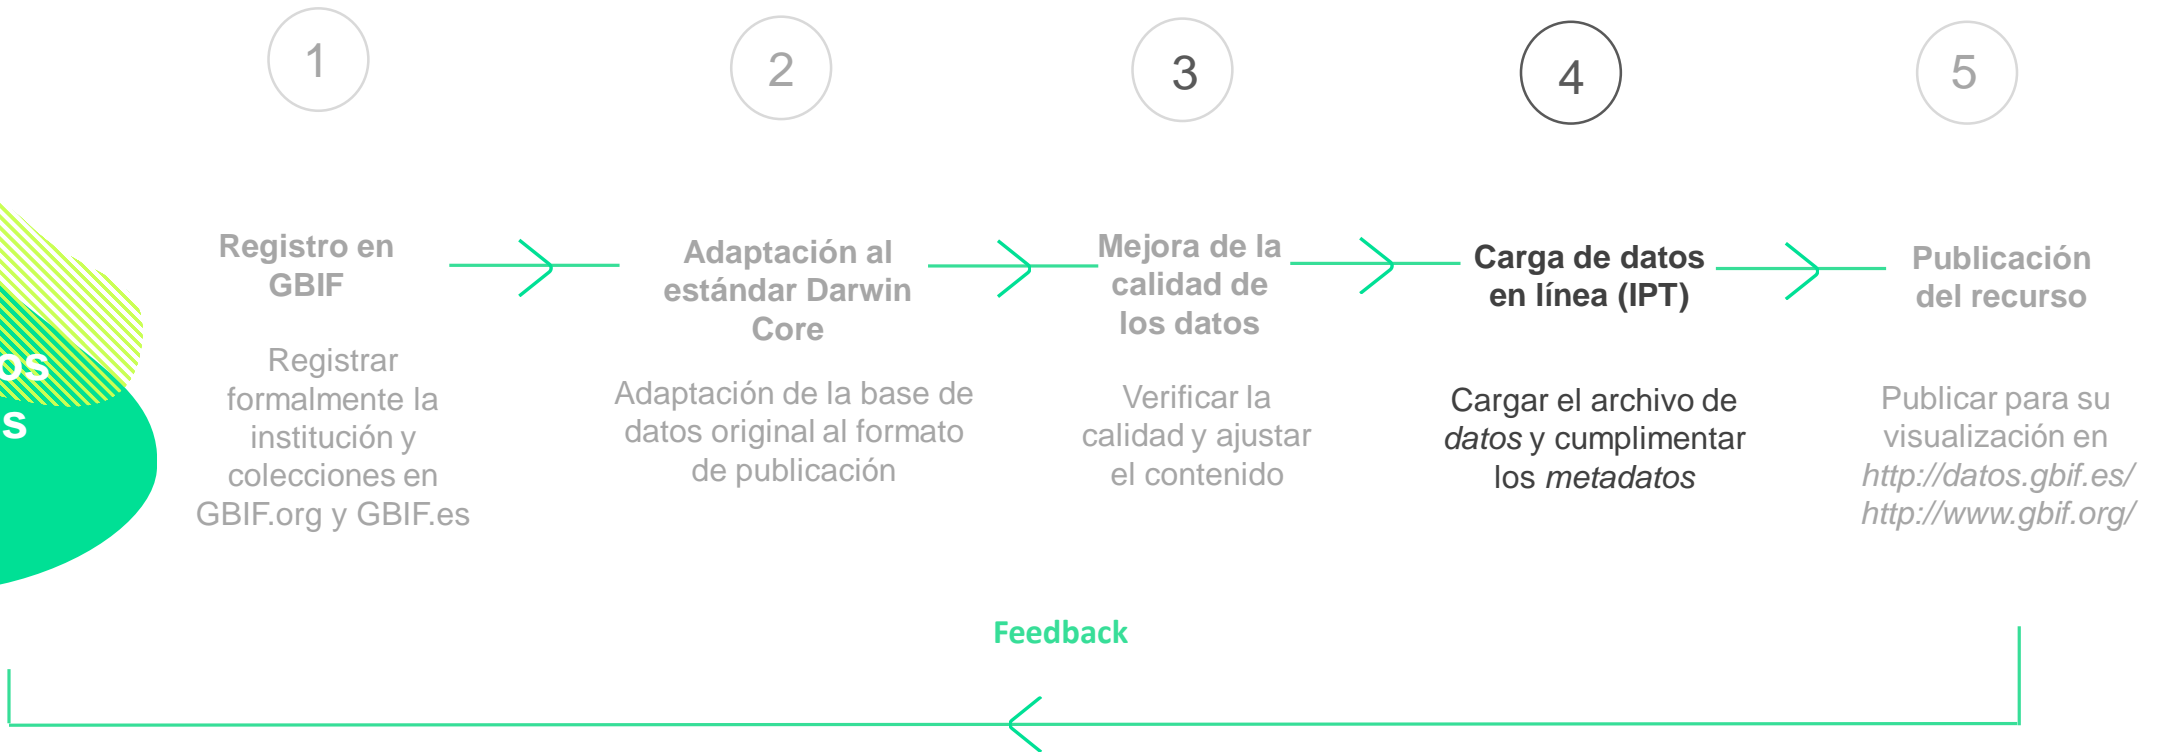 1
2
3
4
5
Registro en
GBIF
Registrar
formalmente la
institución y
colecciones en
GBIF.org y GBIF.es
Adaptación al
estándar Darwin
Core
Adaptación de la base de
datos original al formato
de publicación
Mejora de la
calidad de
los datos
Verificar la
calidad y ajustar
el contenido
Carga de datos
en línea (IPT)
Cargar el archivo de
datos y cumplimentar
los metadatos
Publicación
del recurso
Publicar para su
visualización en
http://datos.gbif.es/
http://www.gbif.org/
os
s
Feedback